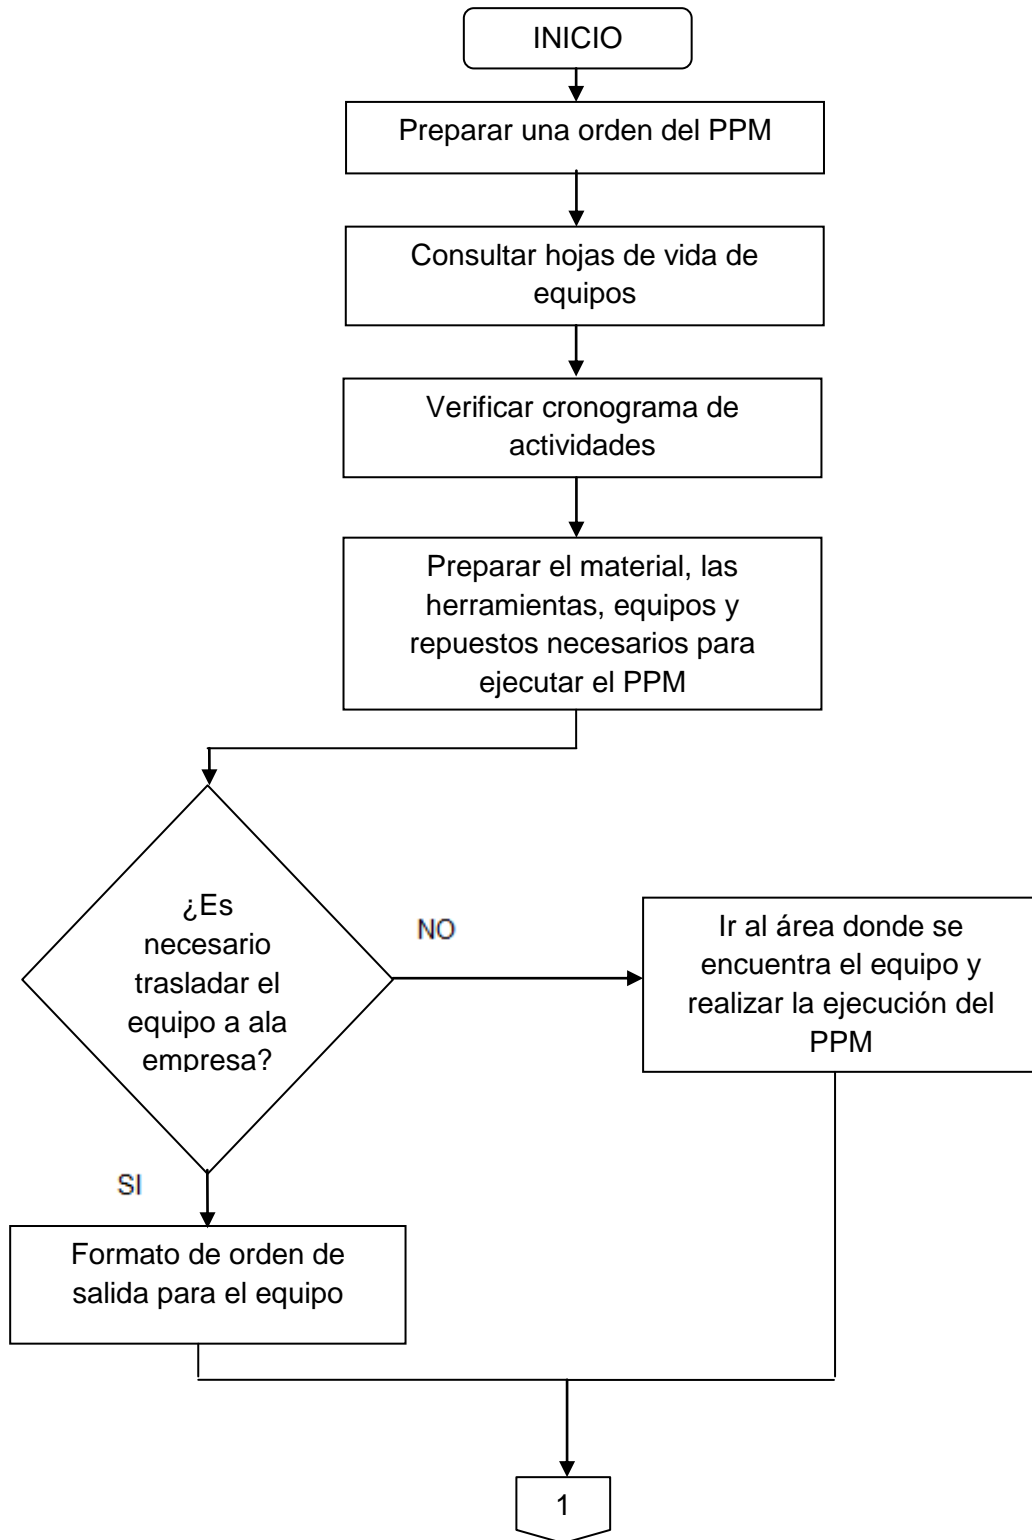 INICIO
Preparar una orden del PPM
Consultar hojas de vida de
equipos
Verificar cronograma de
actividades
Preparar el material, las
herramientas, equipos y
repuestos necesarios para
ejecutar el PPM
¿Es
necesario
trasladar el
equipo a ala
empresa?
NO
Ir al área donde se
encuentra el equipo y
realizar la ejecución del
PPM
SI
Formato de orden de
salida para el equipo
1